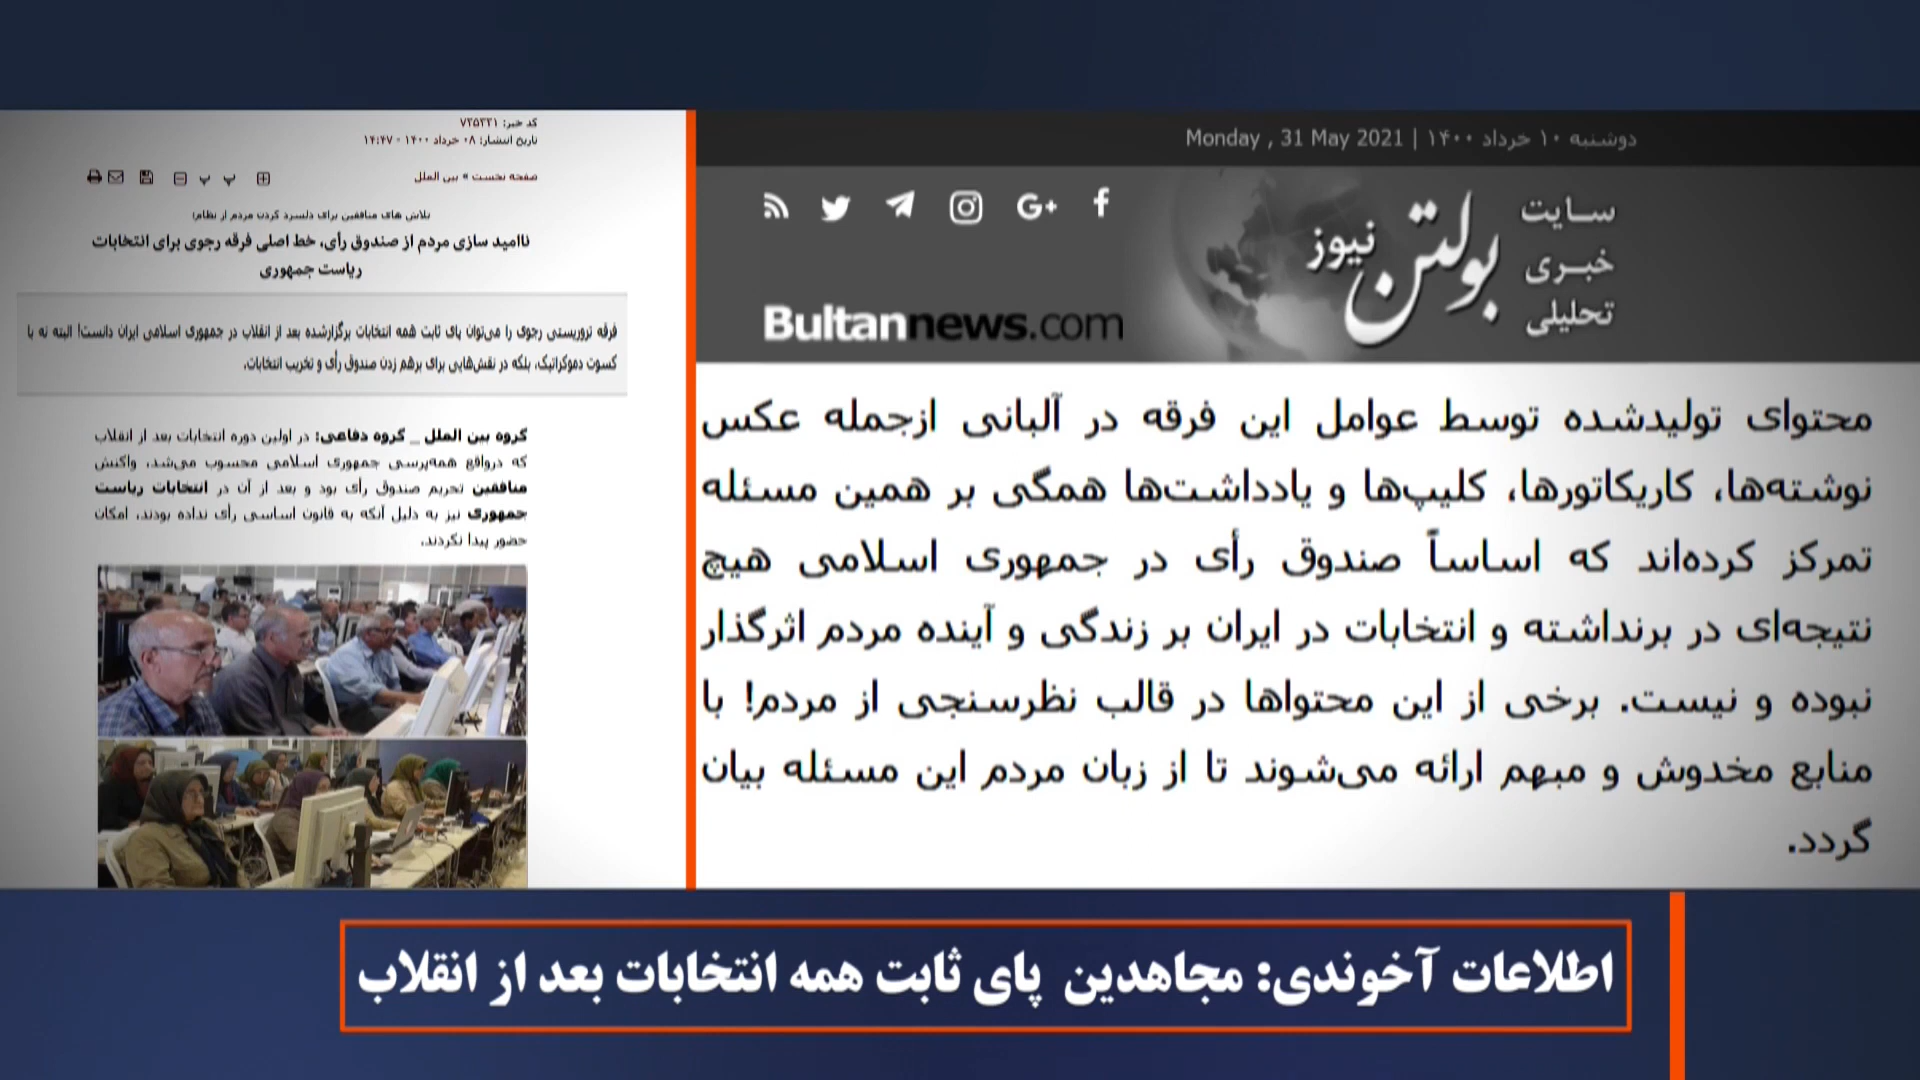 کد خبر: ۷۲۵۳۲۱
تاریخ انتشار: ۰۸ خرداد ۱۴۰۰ - ۱۴:۴۷
صفحه نخست » بین الملل
تلاش های منافقین برای دلسرد کردن مردم از نظام؛
ناامید سازی مردم از صندوق رأی، خط اصلی فرقه رجوی برای انتخابات
ریاست جمهوری
فرقه تروریستی رجوی را می‌توان پای ثابت همه انتخابات برگزارشده بعد از انقلاب در جمهوری اسلامی ایران دانست! البته نه با
کسوت دموکراتیک، بلکه در نقش‌هایی برای برهم زدن صندوق رأی و تخریب انتخابات.
گروه بین الملل _ گروه دفاعی: در اولین دوره انتخابات بعد از انقلاب
که درواقع همه‌پرسی جمهوری اسلامی محسوب می‌شد، واکنش
منافقین تحریم صندوق رأی بود و بعد از آن در انتخابات ریاست
جمهوری نیز به دلیل آنکه به قانون اساسی رأی نداده بودند، امکان
حضور پیدا نکردند.
دوشنبه ۱۰ خرداد ۱۴۰۰ | Monday , 31 May 2021
سایت
خبری
تحلیلی
بولتن نیوز
Bultannews.com
محتوای تولیدشده توسط عوامل این فرقه در آلبانی ازجمله عکس
نوشته‌ها، کاریکاتورها، کلیپ‌ها و یادداشت‌ها همگی بر همین مسئله
تمرکز کرده‌اند که اساساً صندوق رأی در جمهوری اسلامی هیچ
نتیجه‌ای در برنداشته و انتخابات در ایران بر زندگی و آینده مردم اثرگذار
نبوده و نیست. برخی از این محتواها در قالب نظرسنجی از مردم! با
منابع مخدوش و مبهم ارائه می‌شوند تا از زبان مردم این مسئله بیان
گردد.
اطلاعات آخوندی: مجاهدین پای ثابت همه انتخابات بعد از انقلاب